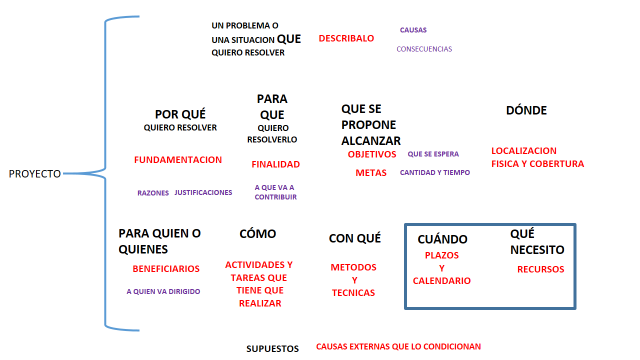 UN PROBLEMA O
UNA SITUACION QUE
QUIERO RESOLVER
DESCRIBALO
CAUSAS
CONSECUENCIAS
POR QUÉ
QUIERO RESOLVER
FUNDAMENTACION
RAZONES JUSTIFICACIONES
PARA
QUE
QUIERO
RESOLVERLO
FINALIDAD
A QUE VA A
CONTRIBUIR
QUE SE
PROPONE
ALCANZAR
OBJETIVOS QUE SE ESPERA
METAS CANTIDAD Y TIEMPO
DÓNDE
LOCALIZACION
FISICA Y COBERTURA
PROYECTO
PARA QUIEN O
QUIENES
BENEFICIARIOS
A QUIEN VA DIRIGIDO
CÓMO
ACTIVIDADES Y
TAREAS QUE
TIENE QUE
REALIZAR
CON QUÉ
METODOS
Y
TECNICAS
CUÁNDO
PLAZOS
Y
CALENDARIO
QUÉ
NECESITO
RECURSOS
SUPUESTOS
CAUSAS EXTERNAS QUE LO CONDICIONAN